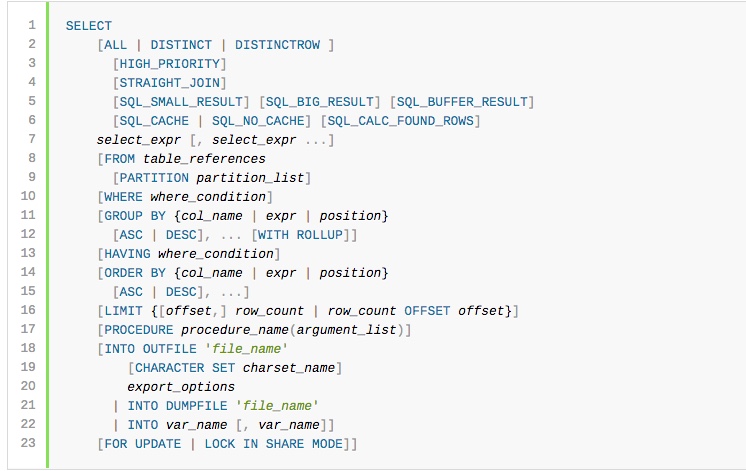 1 SELECT
2 [ALL | DISTINCT | DISTINCTROW ]
3 [HIGH_PRIORITY]
4 [STRAIGHT_JOIN]
5 [SQL_SMALL_RESULT] [SQL_BIG_RESULT] [SQL_BUFFER_RESULT]
6 [SQL_CACHE | SQL_NO_CACHE] [SQL_CALC_FOUND_ROWS]
7 select_expr [, select_expr ...]
8 [FROM table_references
9 [PARTITION partition_list]
10 [WHERE where_condition]
11 [GROUP BY {col_name | expr | position}
12 [ASC | DESC], ... [WITH ROLLUP]]
13 [HAVING where_condition]
14 [ORDER BY {col_name | expr | position}
15 [ASC | DESC], ...]
16 [LIMIT {[offset,] row_count | row_count OFFSET offset}]
17 [PROCEDURE procedure_name(argument_list)]
18 [INTO OUTFILE 'file_name'
19 [CHARACTER SET charset_name]
20 export_options
21 | INTO DUMPFILE 'file_name'
22 | INTO var_name [, var_name]]
23 [FOR UPDATE | LOCK IN SHARE MODE]]